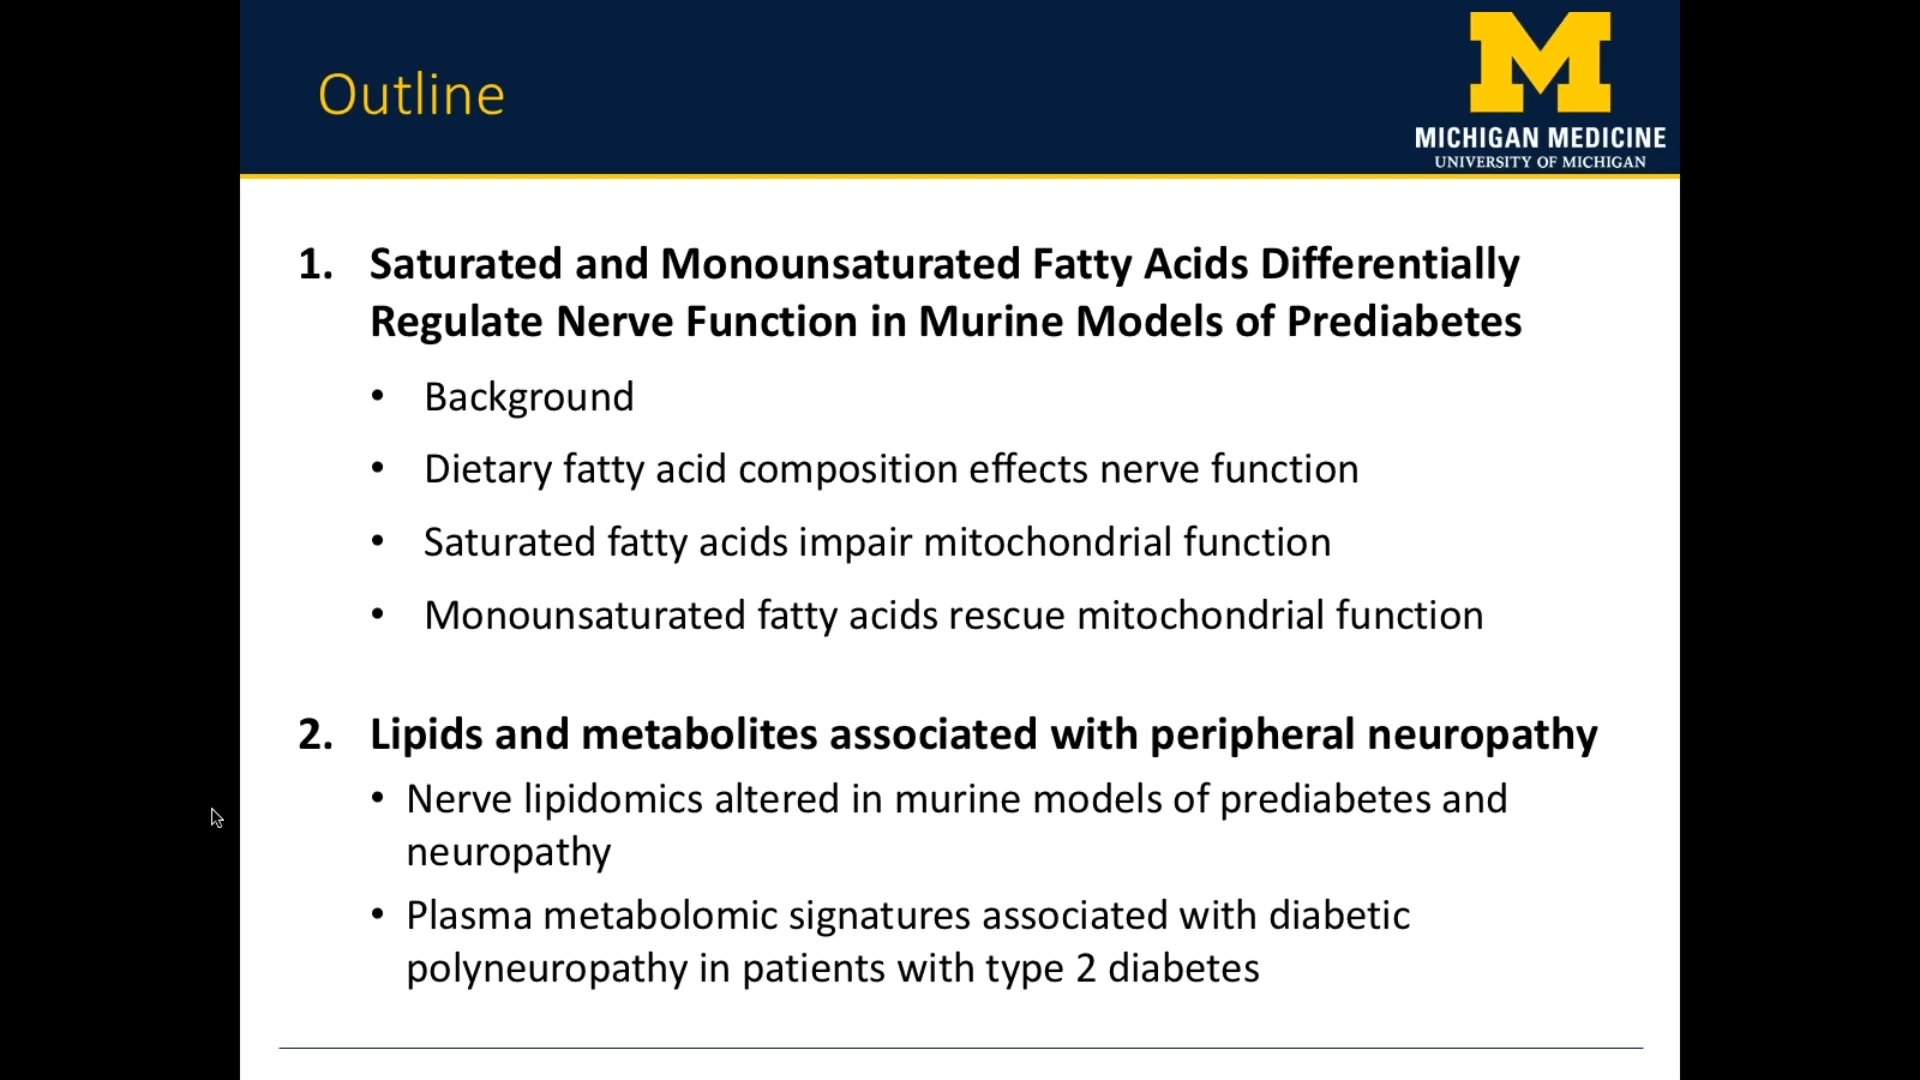 Outline
M
MICHIGAN MEDICINE
UNIVERSITY OF MICHIGAN
1. Saturated and Monounsaturated Fatty Acids Differentially
Regulate Nerve Function in Murine Models of Prediabetes
• Background
• Dietary fatty acid composition effects nerve function
• Saturated fatty acids impair mitochondrial function
• Monounsaturated fatty acids rescue mitochondrial function
2. Lipids and metabolites associated with peripheral neuropathy
• Nerve lipidomics altered in murine models of prediabetes and
neuropathy
• Plasma metabolomic signatures associated with diabetic
polyneuropathy in patients with type 2 diabetes